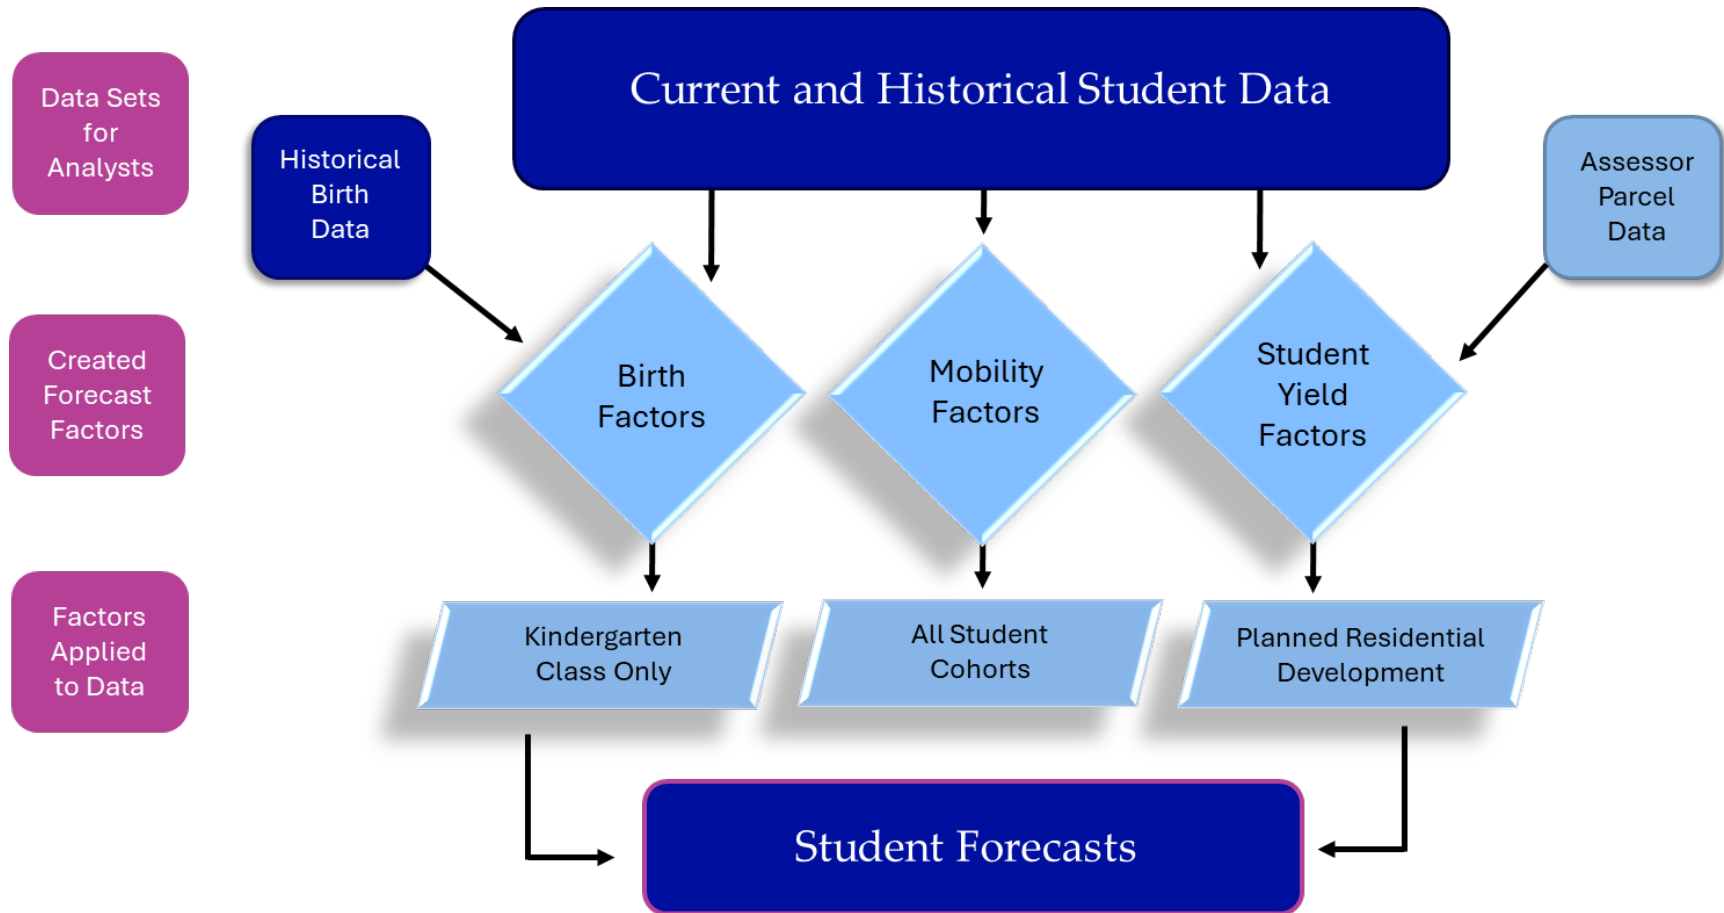 Current and Historical Student Data
Data Sets
for
Analysts
Historical
Birth
Data
Assessor
Parcel
Data
Created
Forecast
Factors
Birth
Factors
Mobility
Factors
Student
Yield
Factors
Factors
Applied
to Data
Kindergarten
Class Only
All Student
Cohorts
Planned Residential
Development
Student Forecasts